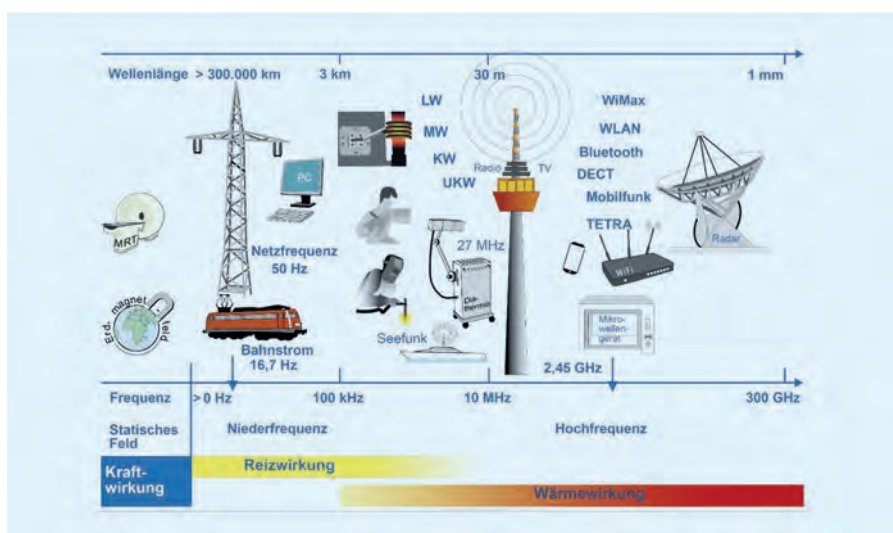 Wellenlänge > 300.000 km 3 km 30 m 1 mm
LW
MW
KW
UKW
Radio TV
WiMax
WLAN
Bluetooth
DECT
Mobilfunk
TETRA
PC
MRT
Netzfrequenz
50 Hz
27 MHz
Radar
WiFi
Erdmagnetfeld
Dia-
thermie
Mikro-
wellen-
gerät
Seefunk
Bahnstrom
16,7 Hz
2,45 GHz
Frequenz >0 Hz 100 kHz 10 MHz 300 GHz
Statisches
Feld
Niederfrequenz Hochfrequenz
Kraft-
wirkung
Reizwirkung
Wärmewirkung